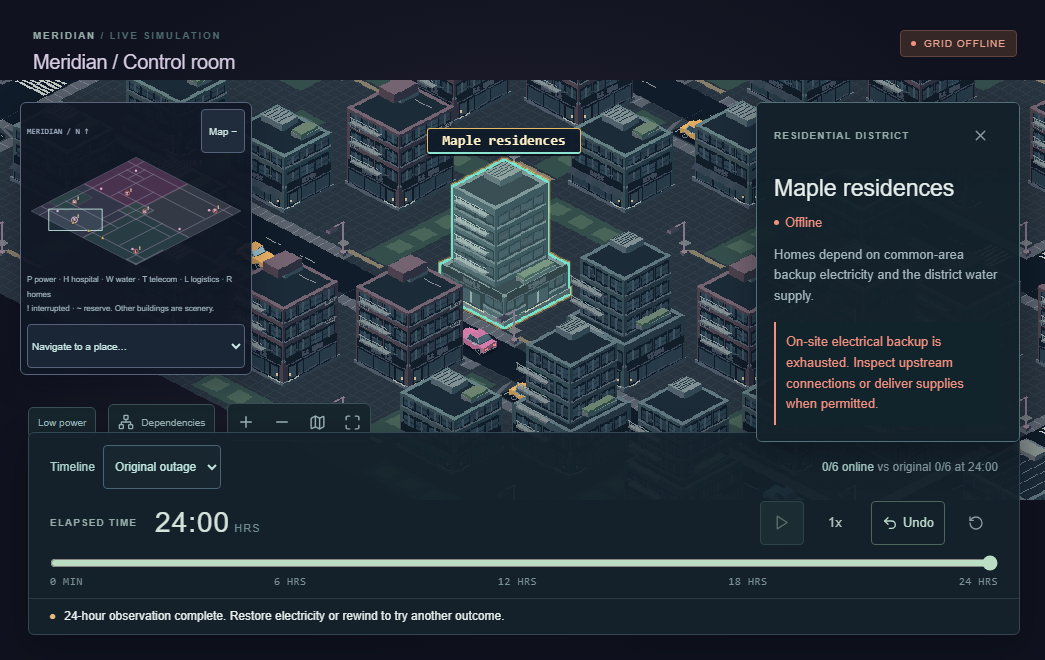 MERIDIAN / LIVE SIMULATION
Meridian / Control room
GRID OFFLINE
MERIDIAN / N ↑
Map −
P power · H hospital · W water · T telecom · L logistics · R
homes
! interrupted · ~ reserve. Other buildings are scenery.
Navigate to a place...
Maple residences
RESIDENTIAL DISTRICT
Maple residences
Offline
Homes depend on common-area
backup electricity and the district water
supply.
On-site electrical backup is
exhausted. Inspect upstream
connections or deliver supplies
when permitted.
Low power
Dependencies
Timeline
Original outage
0/6 online vs original 0/6 at 24:00
ELAPSED TIME
24:00 HRS
1x
Undo
0 MIN
6 HRS
12 HRS
18 HRS
24 HRS
24-hour observation complete. Restore electricity or rewind to try another outcome.